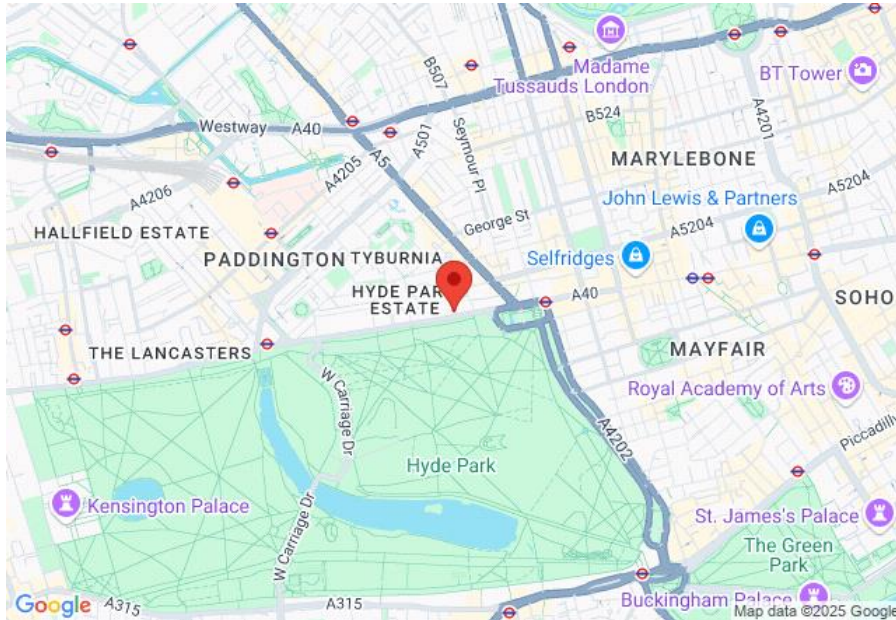 Madame
Tussauds London
BT Tower
B507
Westway
A40
A501
Seymour Pl
B524
A4201
A5
A4205
MARYLEBONE
A4206
John Lewis & Partners
A5204
George St
A5204
HALLFIELD ESTATE
PADDINGTON
TYBURNIA
Selfridges
HYDE PAR
ESTATE
A40
SOHO
THE LANCASTERS
MAYFAIR
W Carriage Dr
Royal Academy of Arts
A4202
Piccadilly
Hyde Park
Kensington Palace
W Carriage Dr
St. James's Palace
The Green
Park
A315
A315
Buckingham Palace
Google
Map data ©2025 Google